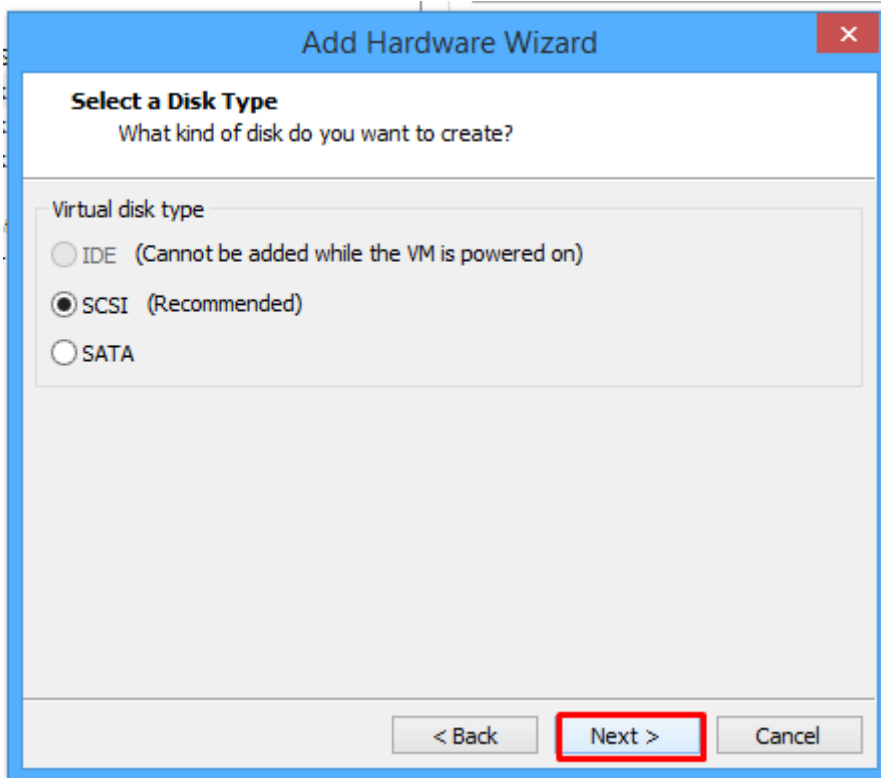 Add Hardware Wizard
Select a Disk Type
What kind of disk do you want to create?
Virtual disk type
IDE (Cannot be added while the VM is powered on)
SCSI (Recommended)
SATA
< Back Next > Cancel